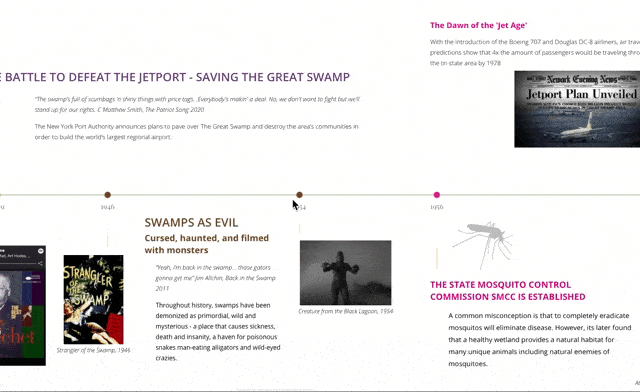 The Dawn of the 'Jet Age'
With the introduction of the Boeing 707 and Douglas DC-8 airliners, air
predictions show that 4x the amount of passengers would be traveling
the tri-state area by 1978
Newark Evening News
Jetport Plan Unveiled
BATTLE TO DEFEAT THE JETPORT - SAVING THE GREAT SWAMP
"The swamp's full of scumbags 'n shiny things with price tags. Everybody's makin' a deal. No, we don't want to fight but we'll
stand up for our rights. C Matthew Smith, The Patriot Song 2020
The New York Port Authority announces plans to pave over The Great Swamp and destroy the area's communities in
order to build the world's largest regional airport.
1946
1954
1956
SWAMPS AS EVIL
Cursed, haunted, and filmed
with monsters
"Yeah, I'm back in the swamp... those gators
gonna get me" Jim Allchin, Back in the Swamp
2011
Throughout history, swamps have been
demonized as primordial, wild and
mysterious - a place that causes sickness,
death and insanity, a haven for poisonous
snakes man-eating alligators and wild-eyed
crazies.
STRANGLER
OF THE
SWAMP
Strangler of the Swamp, 1946
Creature from the Black Lagoon, 1954
THE STATE MOSQUITO CONTROL
COMMISSION SMCC IS ESTABLISHED
A common misconception is that to completely eradicate
mosquitos will eliminate disease. However, its later found
that a healthy wetland provides a natural habitat for
many unique animals including natural enemies of
mosquitoes.